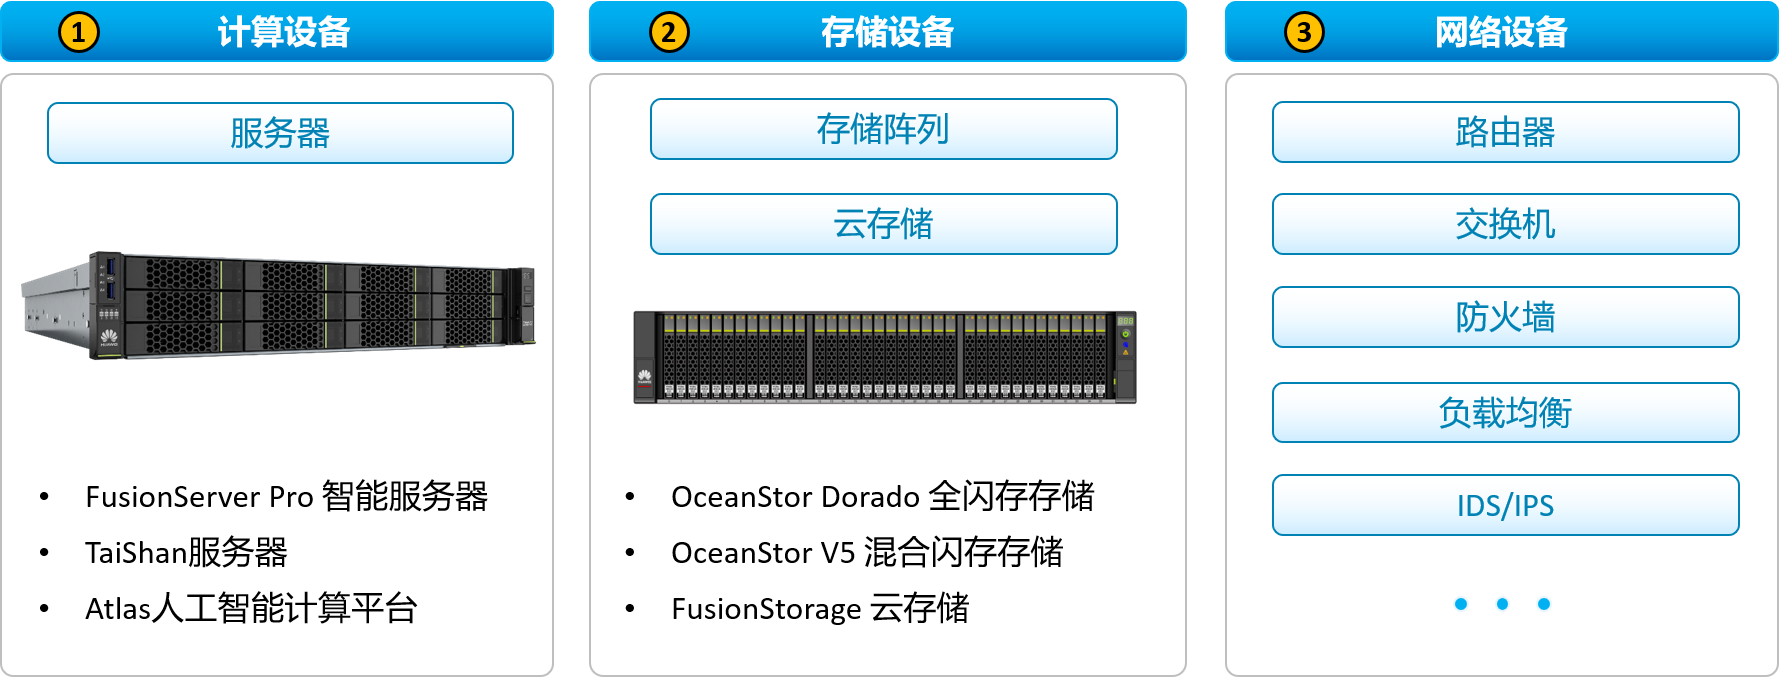 1 计算设备
服务器
HUAWEI
• FusionServer Pro 智能服务器
• TaiShan服务器
• Atlas人工智能计算平台
2 存储设备
存储阵列
云存储
• OceanStor Dorado 全闪存存储
• OceanStor V5 混合闪存存储
• FusionStorage 云存储
3 网络设备
路由器
交换机
防火墙
负载均衡
IDS/IPS